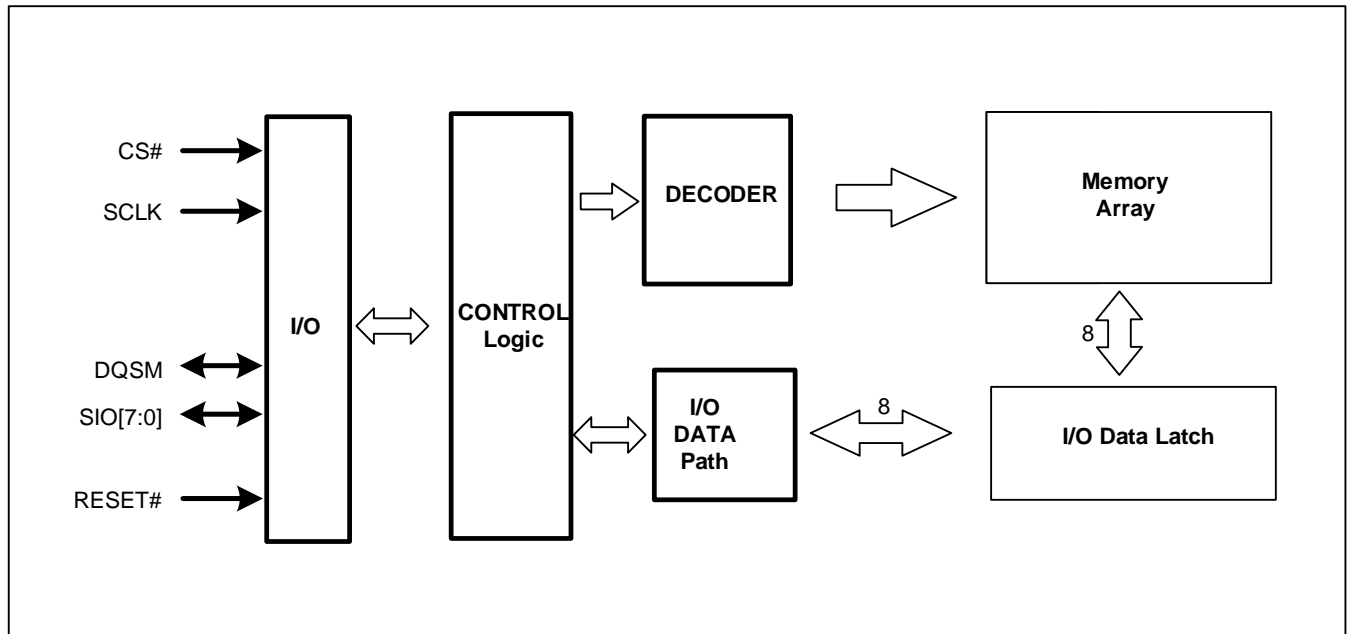 CS#
SCLK
DQSM
SIO[7:0]
RESET#
I/O
CONTROL
Logic
DECODER
I/O
DATA
Path
8
Memory
Array
8
I/O Data Latch